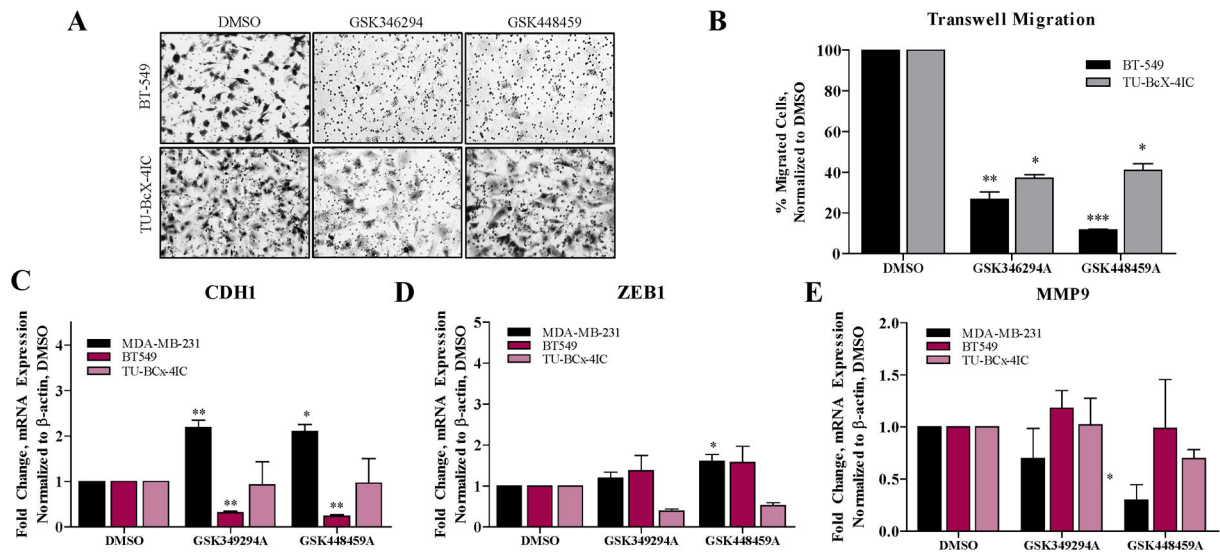 A
DMSO
GSK346294
GSK448459
BT-549
TU-BcX-4IC
B
Transwell Migration
% Migrated Cells,
Normalized to DMSO
100
80
60
40
20
0
BT-549
TU-BcX-4IC
**
*
***
*
DMSO
GSK346294A
GSK448459A
C
CDH1
Fold Change, mRNA Expression
Normalized to β-actin, DMSO
4
3
2
1
0
MDA-MB-231
BT549
TU-BCx-4IC
**
**
*
**
DMSO
GSK349294A
GSK448459A
D
ZEB1
Fold Change, mRNA Expression
Normalized to β-actin, DMSO
5
4
3
2
1
0
MDA-MB-231
BT549
TU-BCx-4IC
*
DMSO
GSK349294A
GSK448459A
E
MMP9
Fold Change, mRNA Expression
Normalized to β-actin, DMSO
2.0
1.5
1.0
0.5
0.0
MDA-MB-231
BT549
TU-BCx-4IC
*
DMSO
GSK349294A
GSK448459A